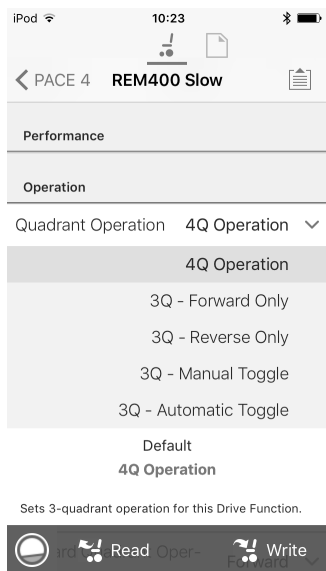 iPod 10:23
PACE 4 REM400 Slow
Performance
Operation
Quadrant Operation 4Q Operation
4Q Operation
3Q - Forward Only
3Q - Reverse Only
3Q - Manual Toggle
3Q - Automatic Toggle
Default
4Q Operation
Sets 3-quadrant operation for this Drive Function.
Read Write